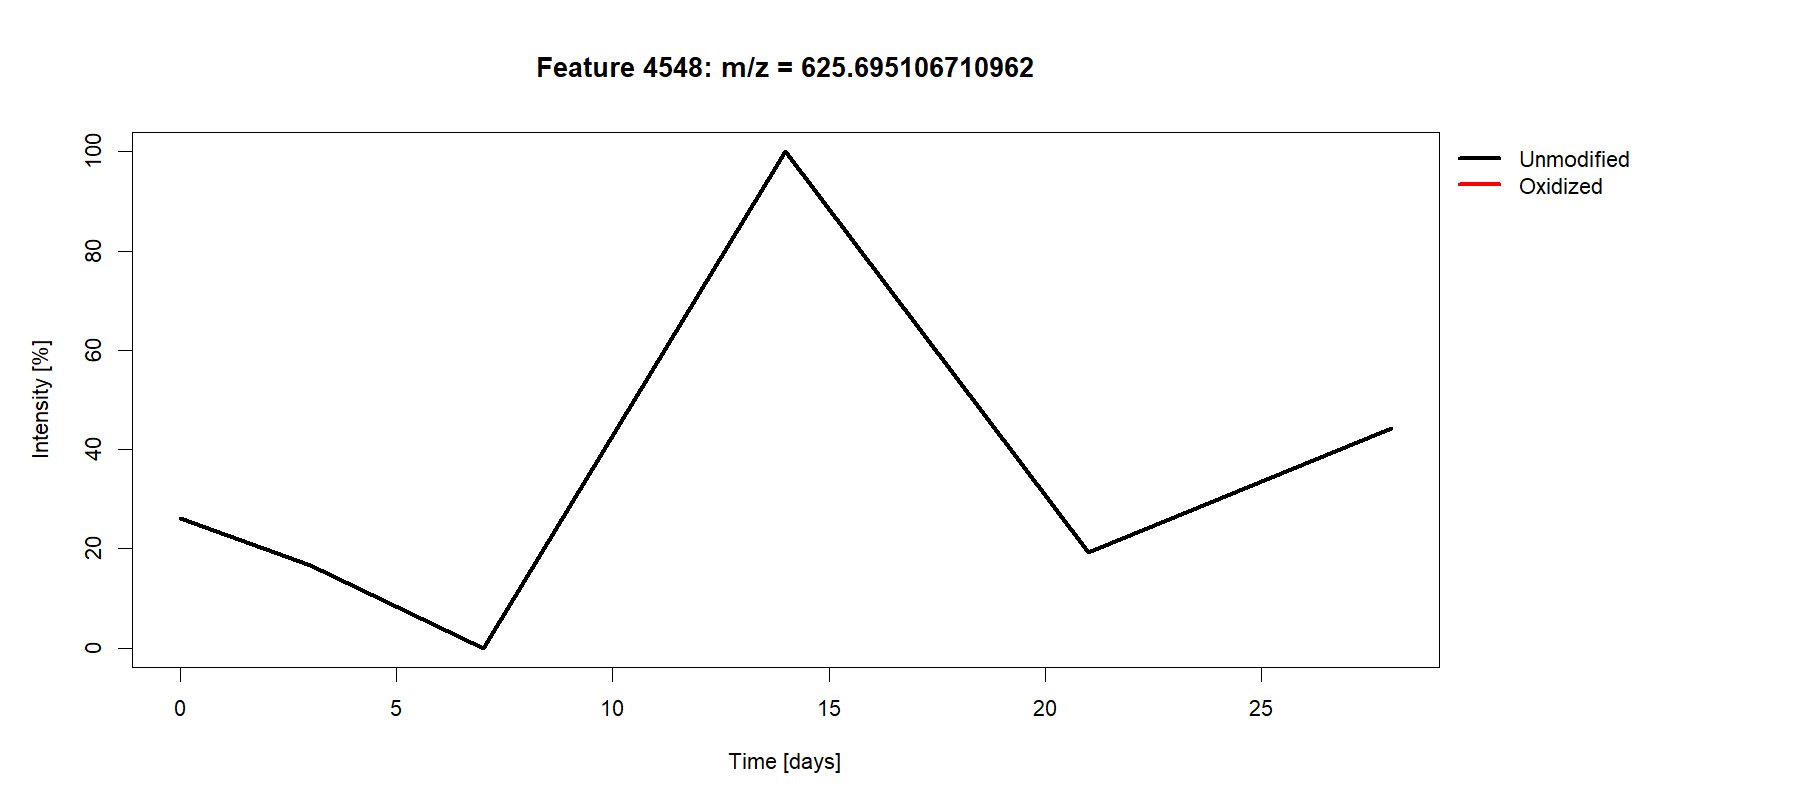 Feature 4548: m/z = 625.695106710962
Unmodified
Oxidized
Intensity [%]
100
80
60
40
20
0
0 5 10 15 20 25
Time [days]